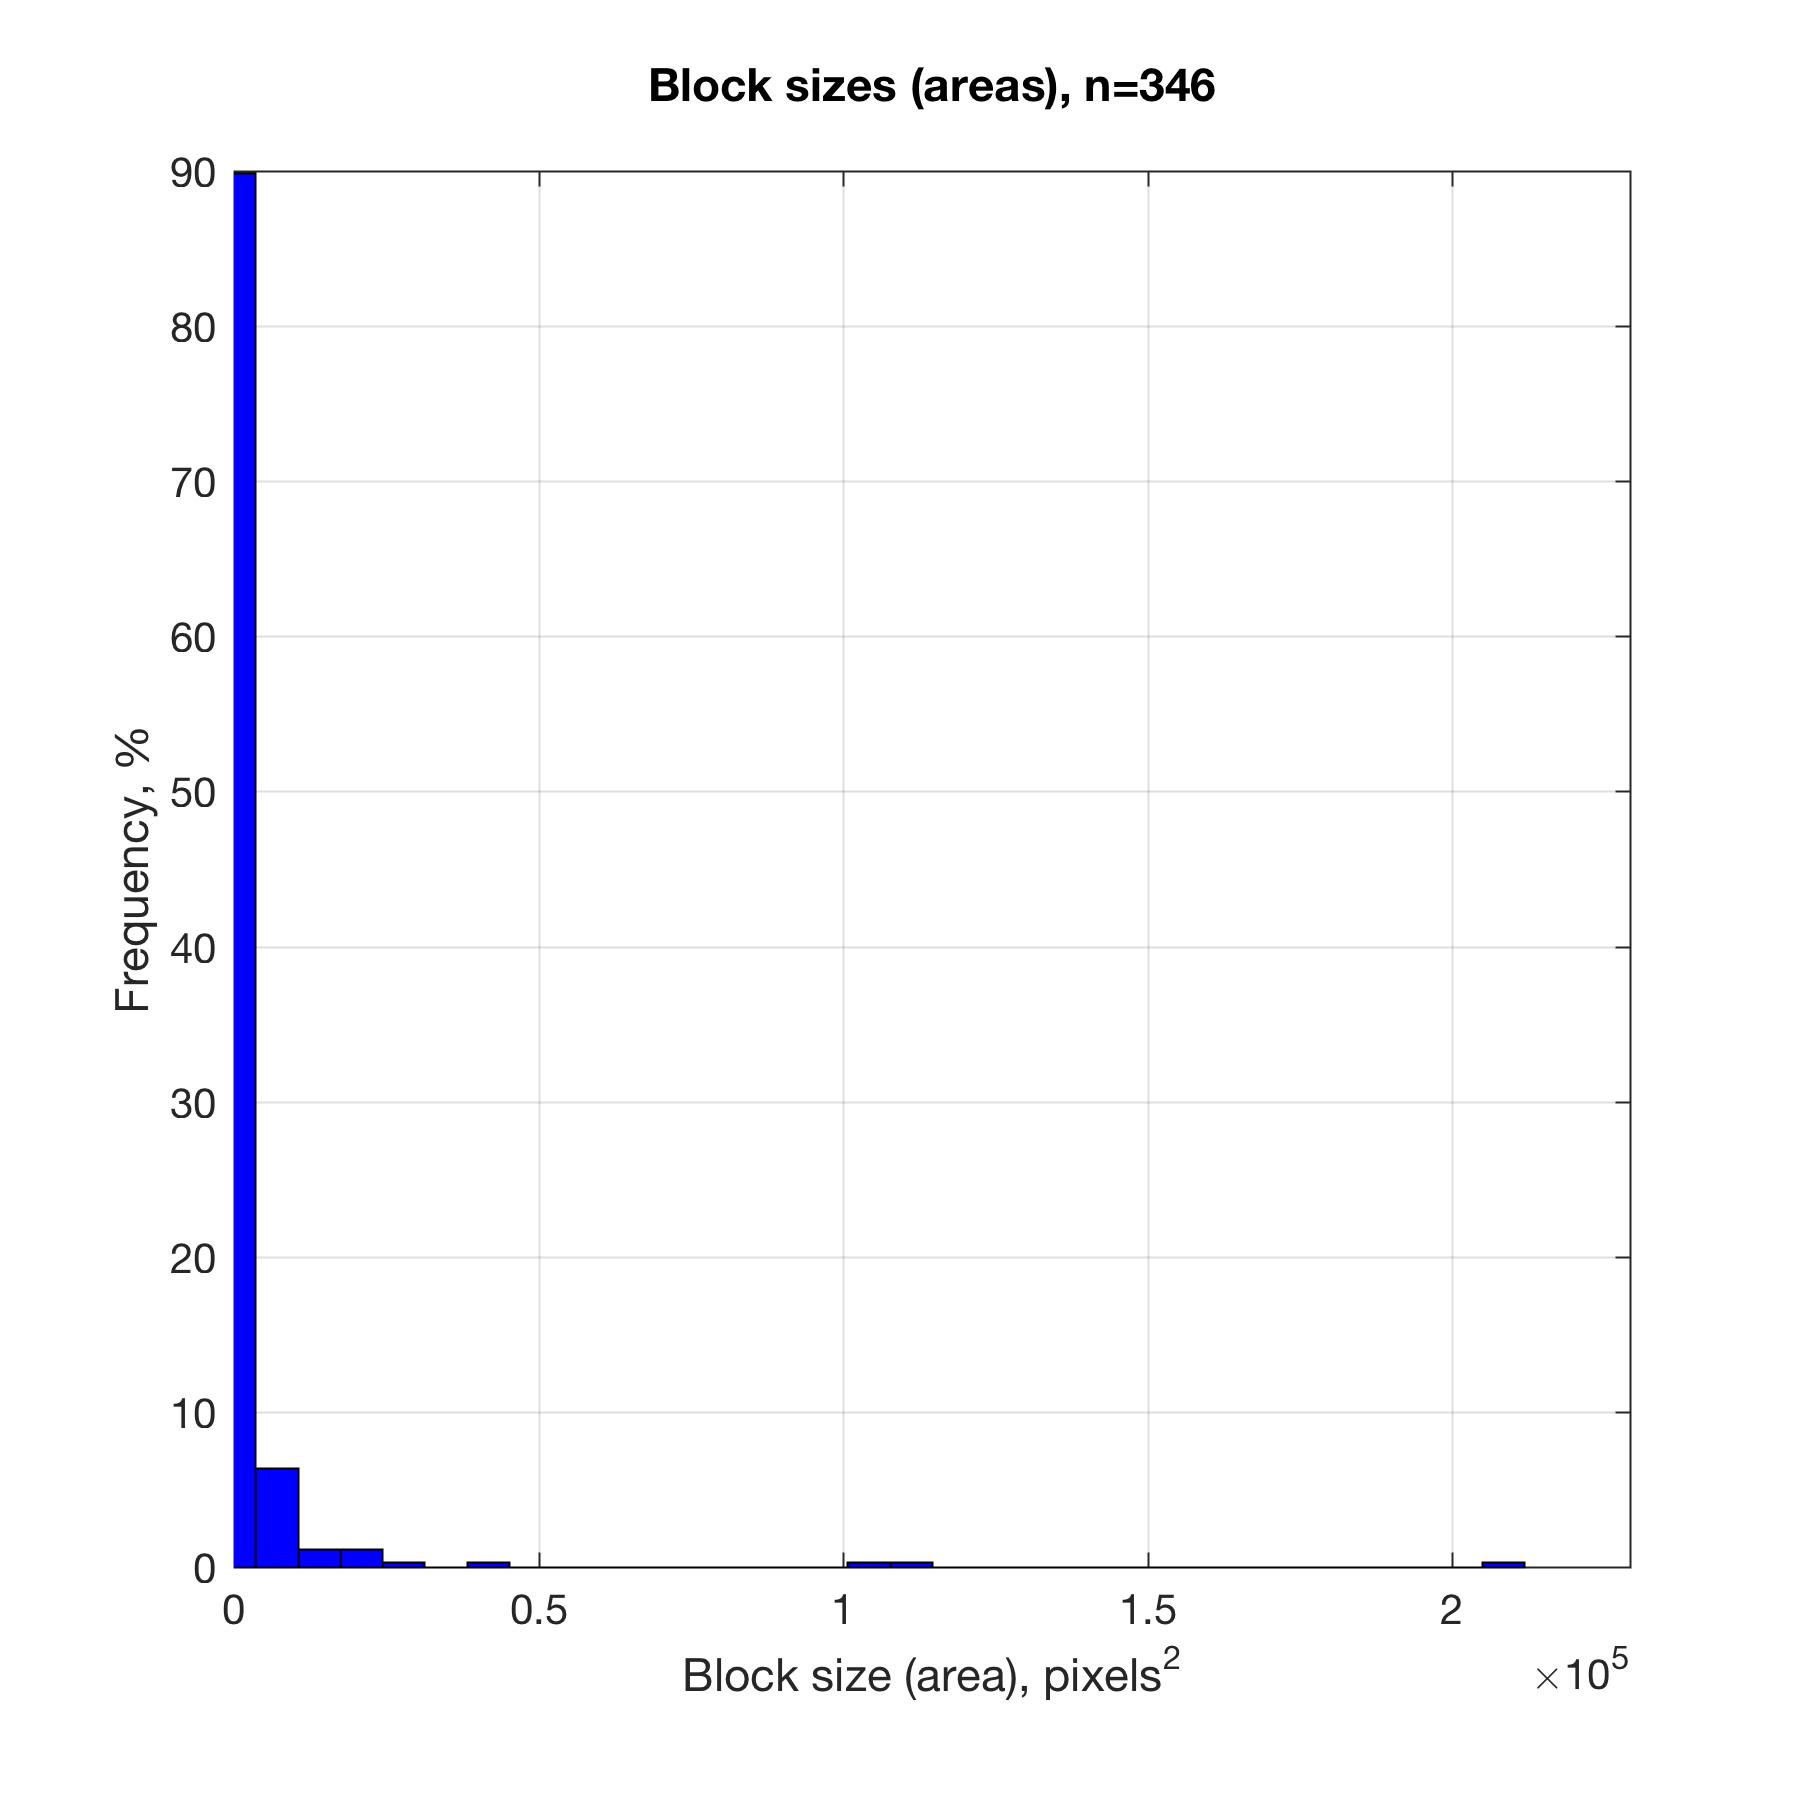 Block sizes (areas), n=346
90
80
70
60
50
40
30
20
10
0
Frequency, %
0 0.5 1 1.5 2
Block size (area), pixels²
×10⁵